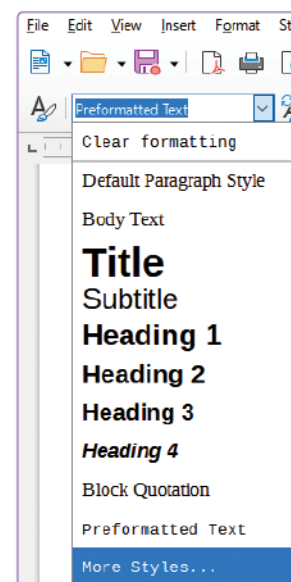 File Edit View Insert Format St
Preformatted Text
Clear formatting
Default Paragraph Style
Body Text
Title
Subtitle
Heading 1
Heading 2
Heading 3
Heading 4
Block Quotation
Preformatted Text
More Styles...